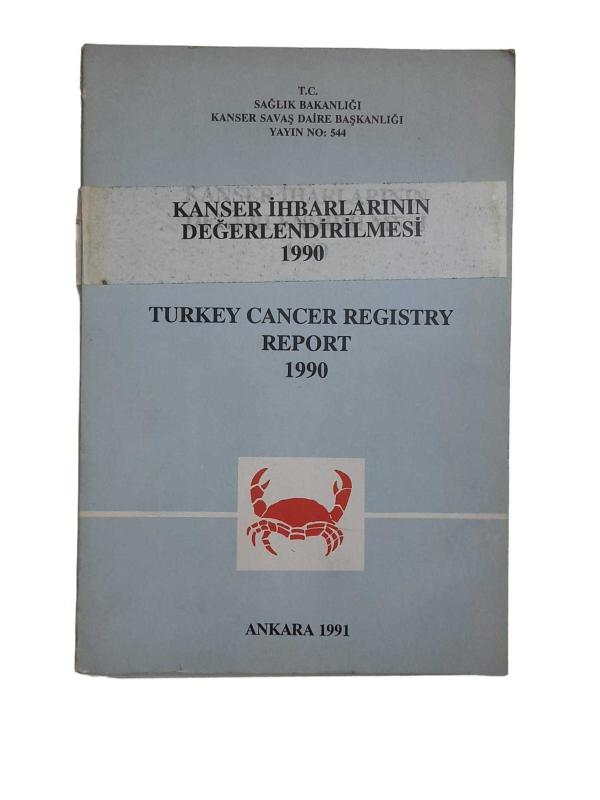 T.C.
SAĞLIK BAKANLIĞI
KANSER SAVAŞ DAİRE BAŞKANLIĞI
YAYIN NO: 544
KANSER İHBARLARININ
DEĞERLENDİRİLMESİ
1990
TURKEY CANCER REGISTRY
REPORT
1990
ANKARA 1991